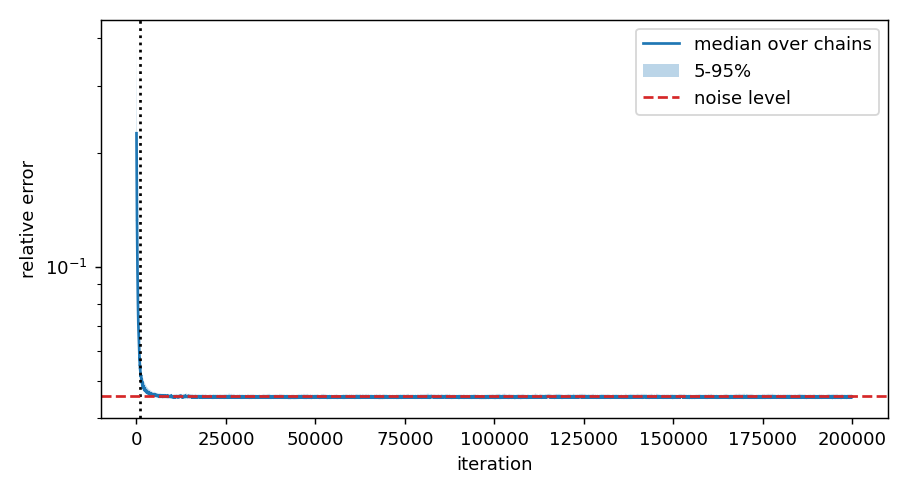 median over chains
5-95%
noise level
relative error
10⁻¹
0 25000 50000 75000 100000 125000 150000 175000 200000
iteration